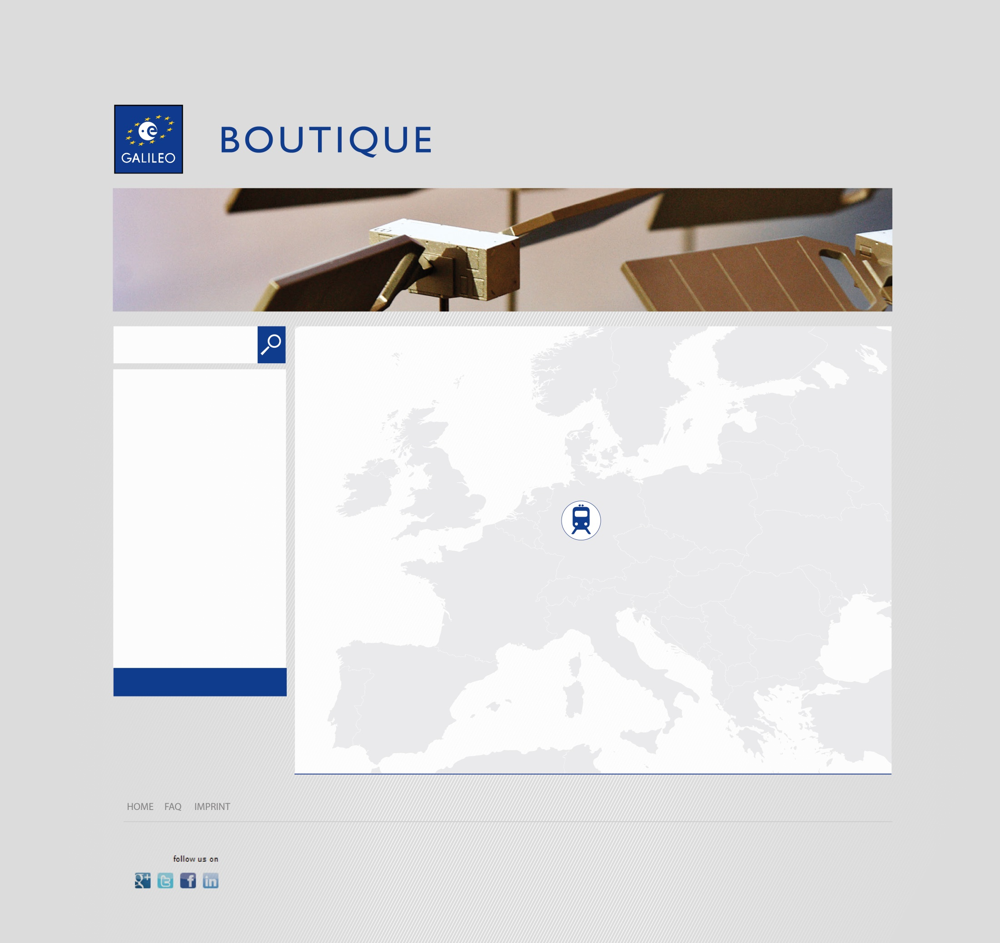 GALILEO
BOUTIQUE
HOME FAQ IMPRINT
follow us on